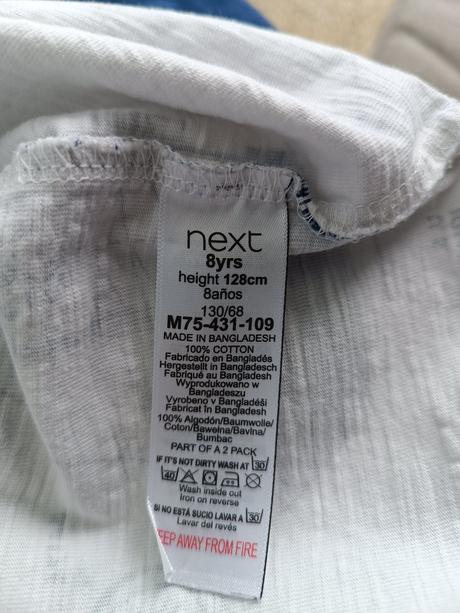 next
8yrs
height 128cm
8años
130/68
M75-431-109
MADE IN BANGLADESH
100% COTTON
Fabricado en Bangladés
Hergestellt in Bangladesch
Fabriqué au Bangladesh
Wyprodukowano w
Bangladeszu
Vyrobeno v Bangladéši
Fabricat în Bangladesh
100% Algodón/Baumwolle/
Coton/Bawełna/Bavlna/
Bumbac
PART OF A 2 PACK
IF IT'S NOT DIRTY WASH AT 30
40
Wash inside out
Iron on reverse
SI NO ESTÁ SUCIO LAVAR A 30
Lavar del revés
KEEP AWAY FROM FIRE